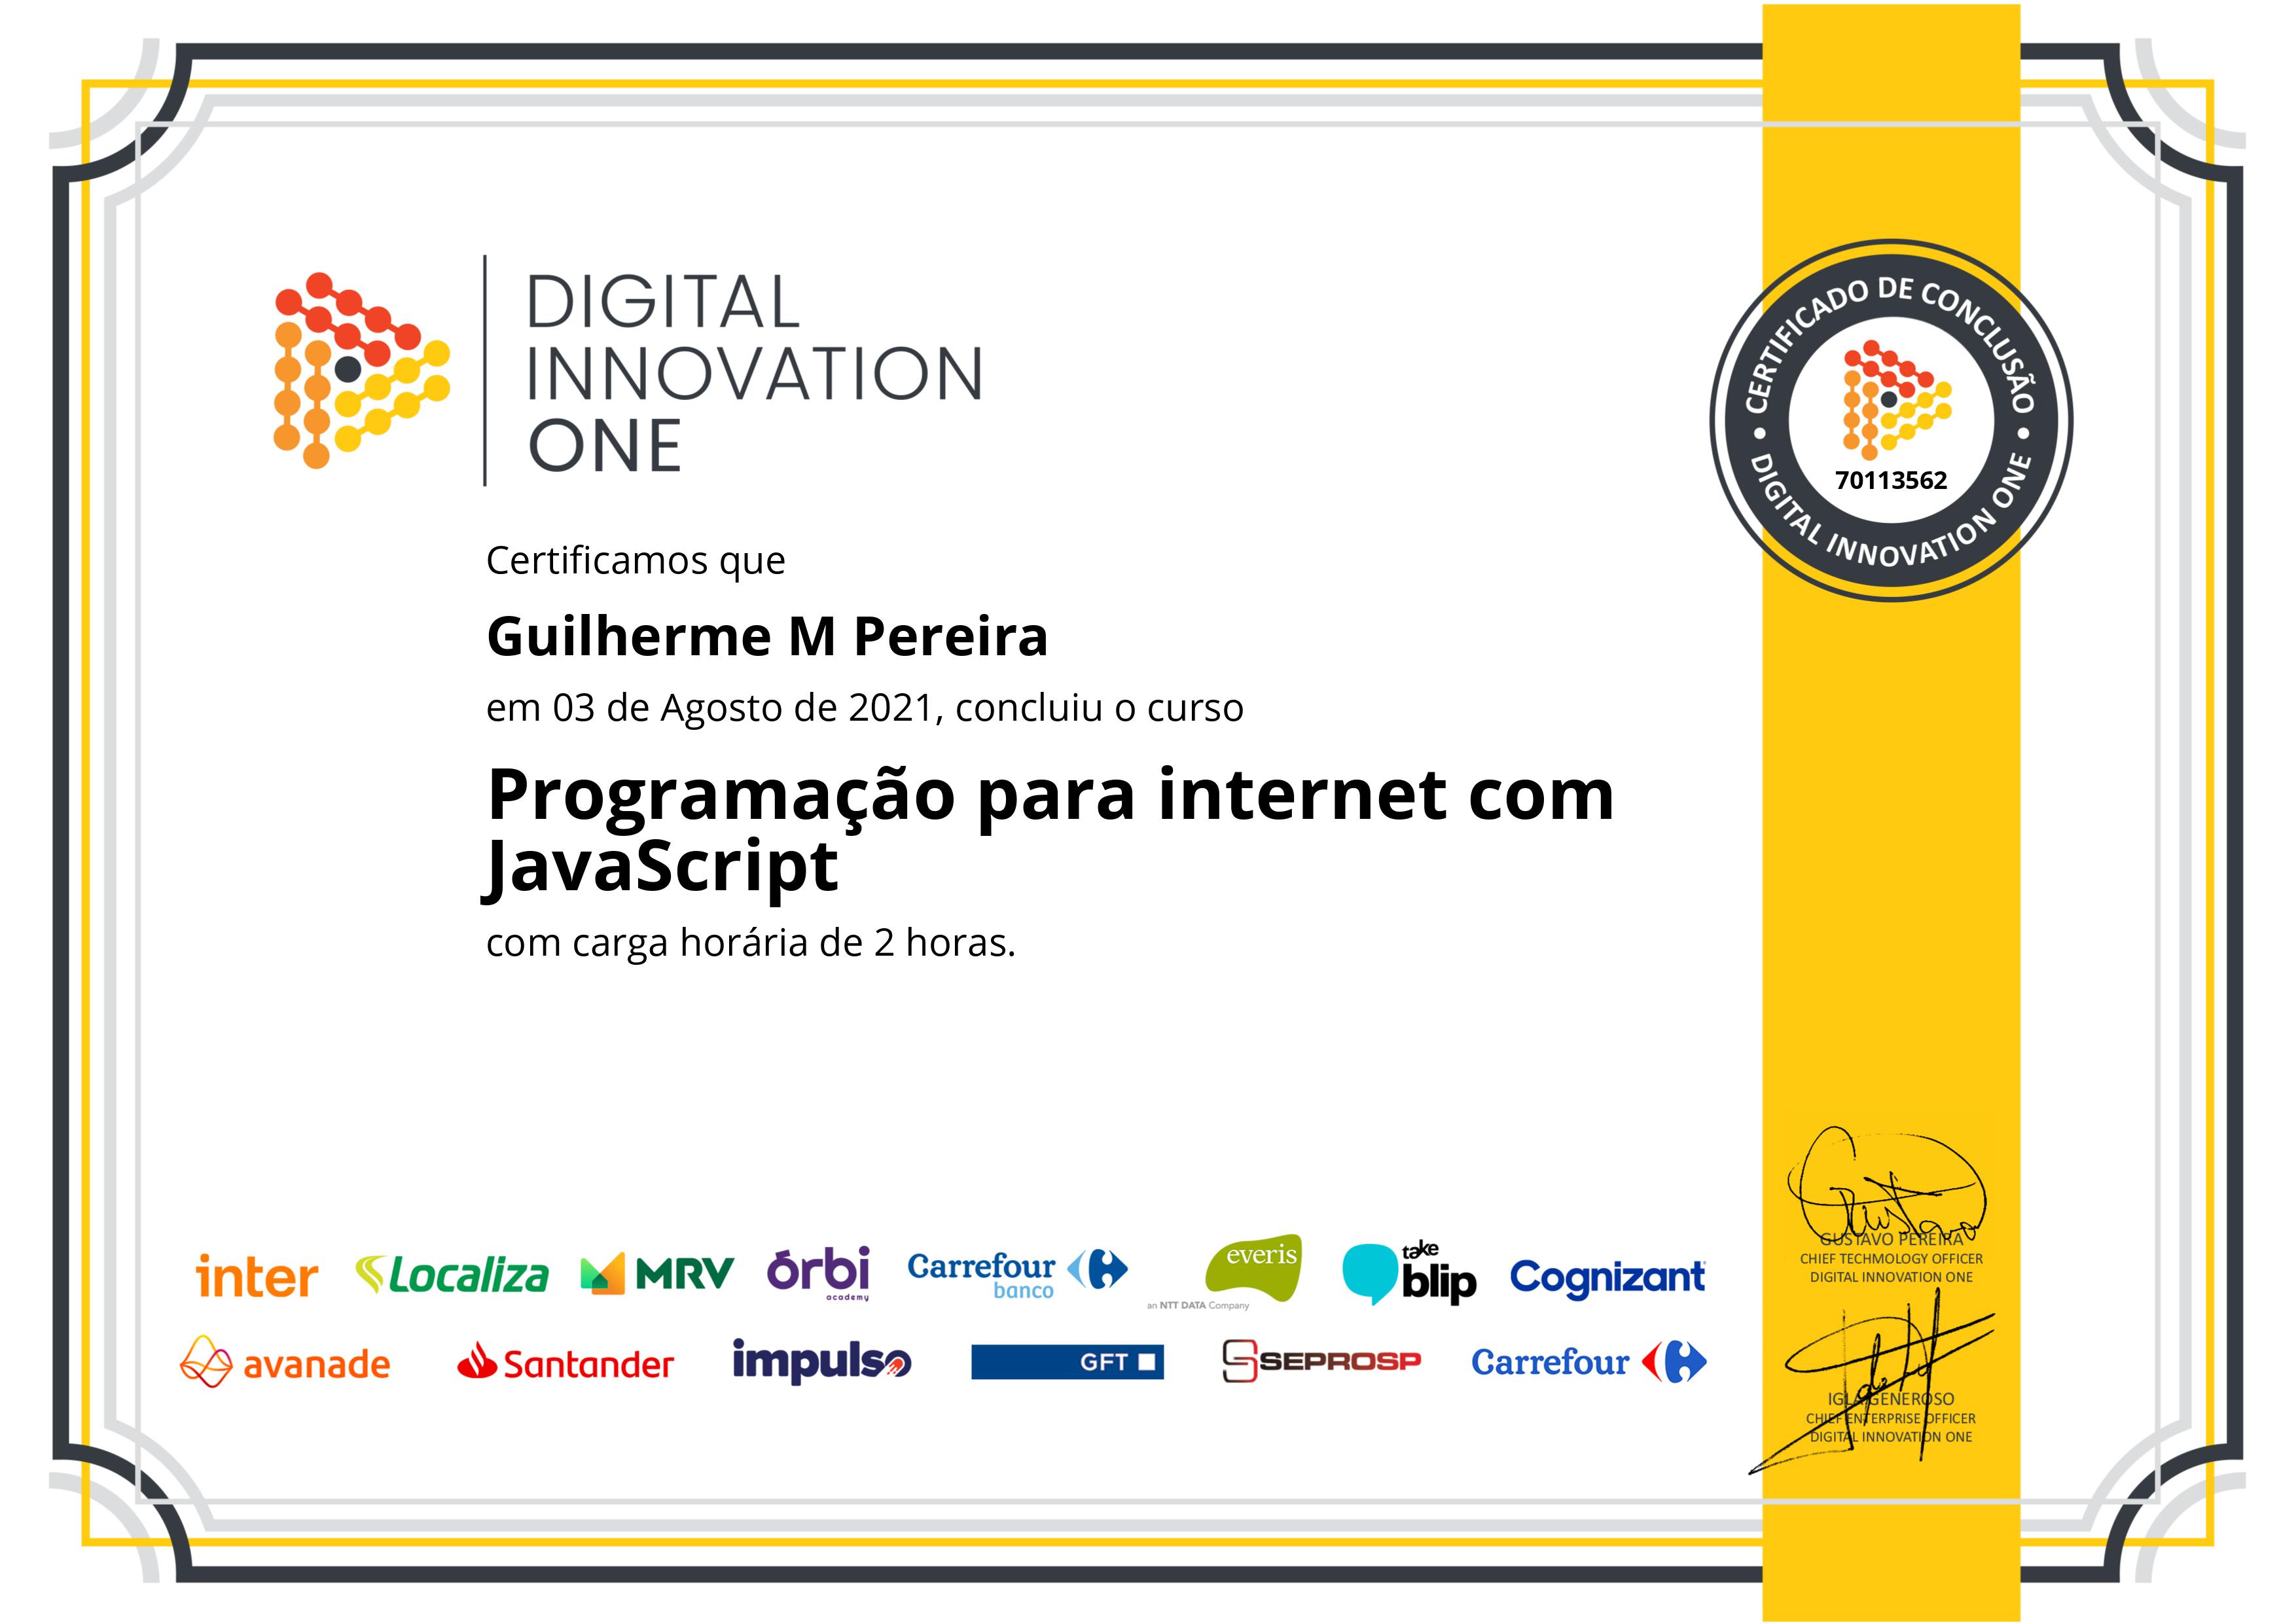 DIGITAL
INNOVATION
ONE
CERTIFICADO DE CONCLUSÃO
70113562
DIGITAL INNOVATION ONE
Certificamos que
Guilherme M Pereira
em 03 de Agosto de 2021, concluiu o curso
Programação para internet com
JavaScript
com carga horária de 2 horas.
inter
Localiza
MRV
órbi
academy
Carrefour
banco
everis
an NTT DATA Company
take
blip
Cognizant
avanade
Santander
impulso
GFT
SEPROSP
Carrefour
GUSTAVO PEREIRA
CHIEF TECHMOLOGY OFFICER
DIGITAL INNOVATION ONE
IGLA GENEROSO
CHIEF ENTERPRISE OFFICER
DIGITAL INNOVATION ONE